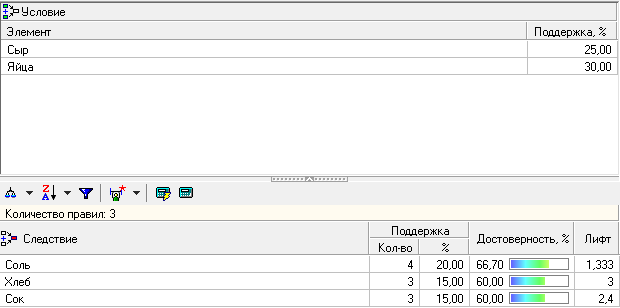 Условие
Элемент Поддержка, %
Сыр 25,00
Яйца 30,00
Количество правил: 3
Следствие Поддержка Достоверность, % Лифт
Кол-во %
Соль 4 20,00 66,70 1,333
Хлеб 3 15,00 60,00 3
Сок 3 15,00 60,00 2,4